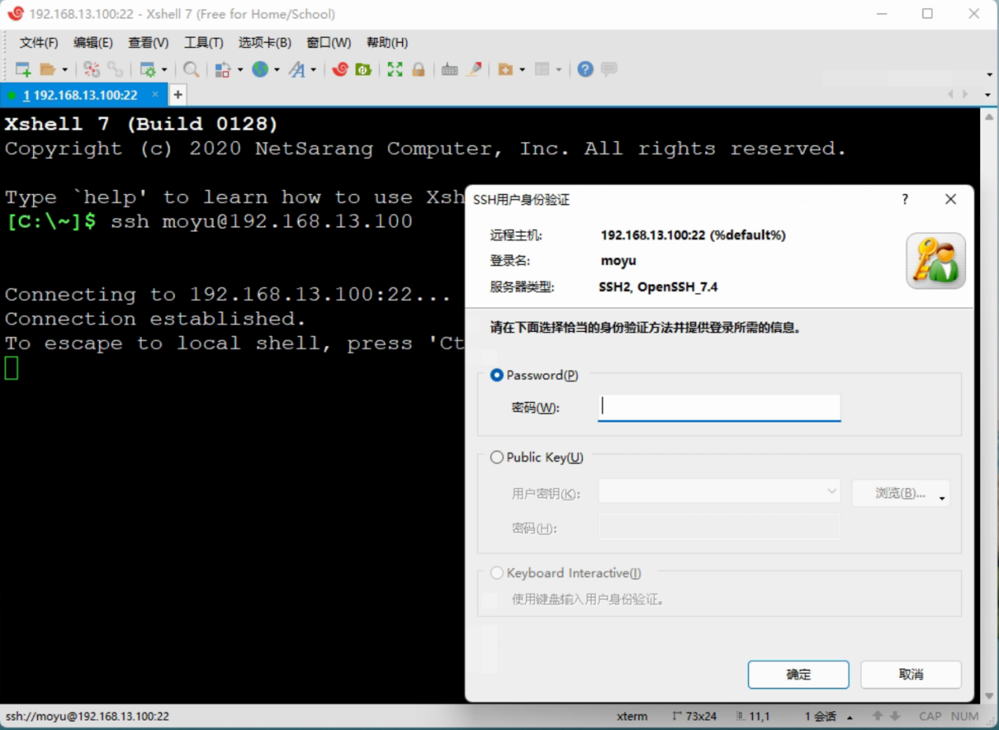 192.168.13.100:22 - Xshell 7 (Free for Home/School)
文件(F) 编辑(E) 查看(V) 工具(T) 选项卡(B) 窗口(W) 帮助(H)
1 192.168.13.100:22 × +
Xshell 7 (Build 0128)
Copyright (c) 2020 NetSarang Computer, Inc. All rights reserved.
Type `help' to learn how to use Xsh
[C:\~]$ ssh moyu@192.168.13.100
Connecting to 192.168.13.100:22...
Connection established.
To escape to local shell, press 'Ct
SSH用户身份验证 ?
远程主机: 192.168.13.100:22 (%default%)
登录名: moyu
服务器类型: SSH2, OpenSSH_7.4
请在下面选择恰当的身份验证方法并提供登录所需的信息。
Password(P)
密码(W):
Public Key(U)
用户密钥(K): 浏览(B)...
密码(H):
Keyboard Interactive(I)
使用键盘输入用户身份验证。
确定 取消
ssh://moyu@192.168.13.100:22 xterm 73x24 11,1 1 会话 CAP NUM